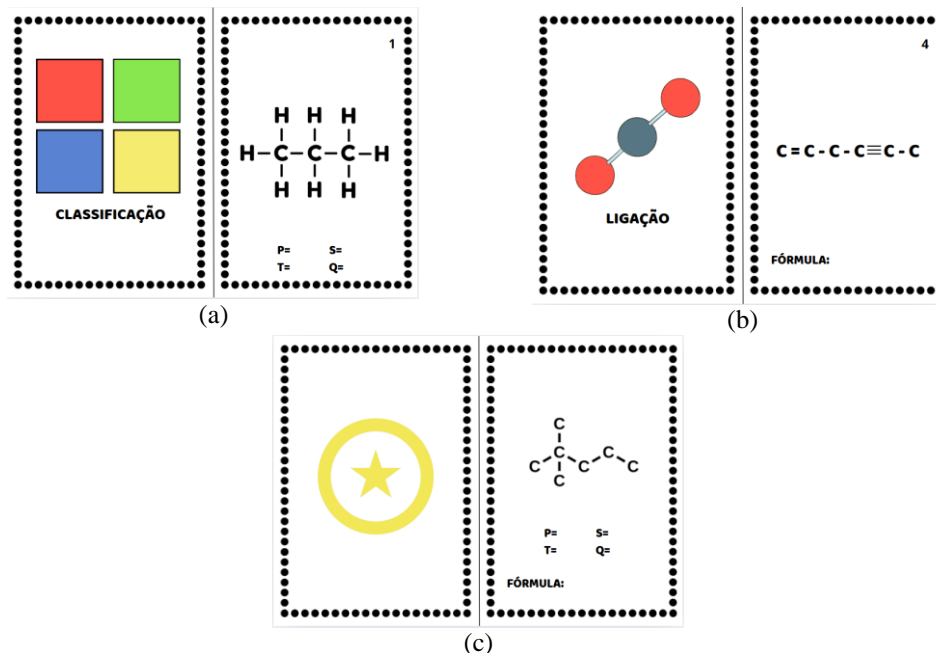 1
H H H
H-C-C-C-H
H H H
CLASSIFICAÇÃO
P= S=
T= Q=
(a)
4
C=C-C-C≡C-C
LIGAÇÃO
FÓRMULA:
(b)
C
C-C-C-C-C
C
P= S=
T= Q=
FÓRMULA:
(c)